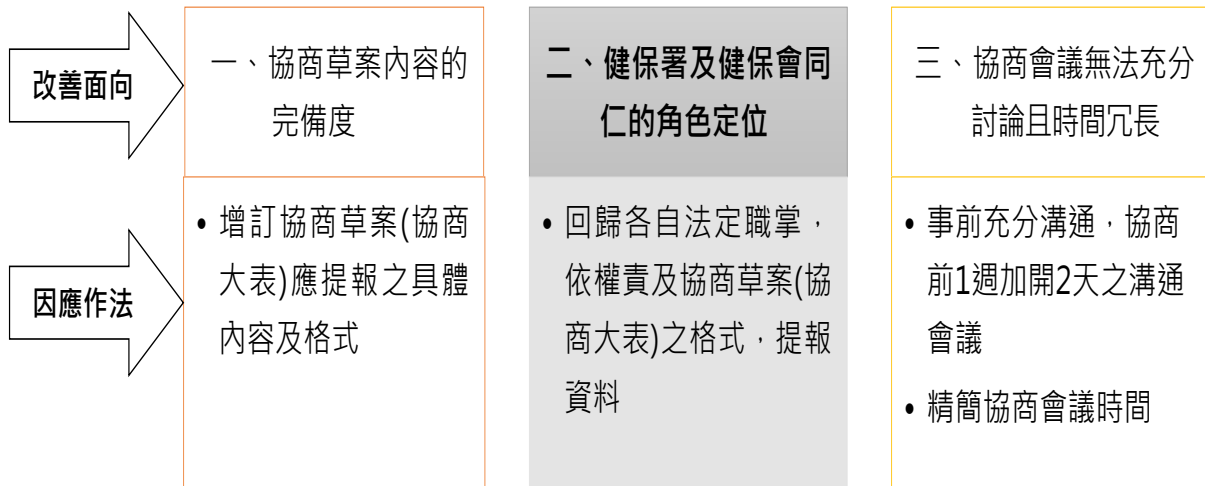 改善面向
一、協商草案內容的
完備度
二、健保署及健保會同
仁的角色定位
三、協商會議無法充分
討論且時間冗長
因應作法
• 增訂協商草案(協商
大表)應提報之具體
內容及格式
• 回歸各自法定職掌，
依權責及協商草案(協
商大表)之格式，提報
資料
• 事前充分溝通，協商
前1週加開2天之溝通
會議
• 精簡協商會議時間